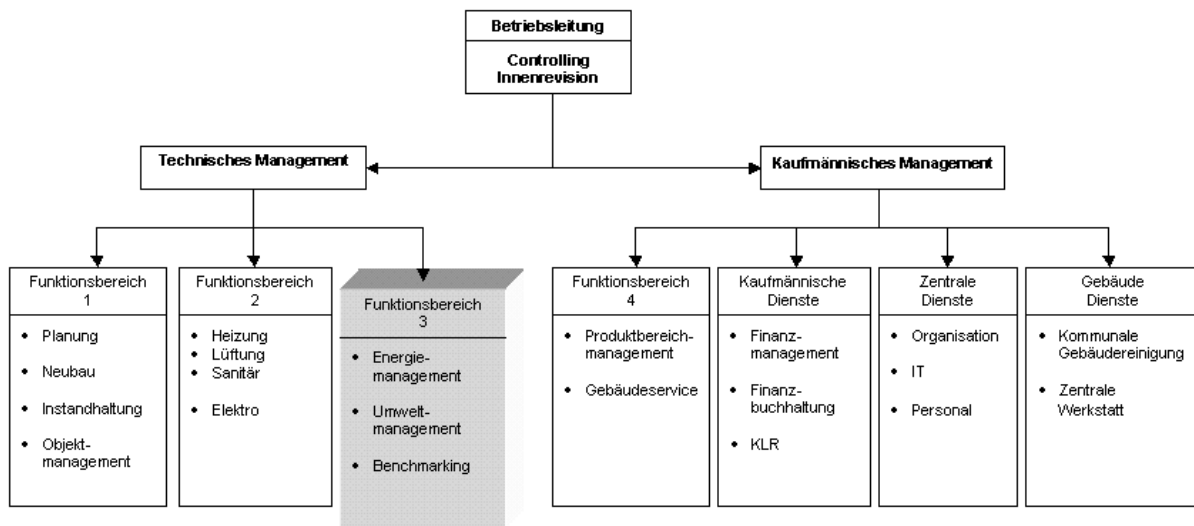 Betriebsleitung
Controlling
Innenrevision
Technisches Management
Kaufmännisches Management
Funktionsbereich
1
• Planung
• Neubau
• Instandhaltung
• Objekt-
management
Funktionsbereich
2
• Heizung
• Lüftung
• Sanitär
• Elektro
Funktionsbereich
3
• Energie-
management
• Umwelt-
management
• Benchmarking
Funktionsbereich
4
• Produktbereich-
management
• Gebäudeservice
Kaufmännische
Dienste
• Finanz-
management
• Finanz-
buchhaltung
• KLR
Zentrale
Dienste
• Organisation
• IT
• Personal
Gebäude
Dienste
• Kommunale
Gebäudereinigung
• Zentrale
Werkstatt